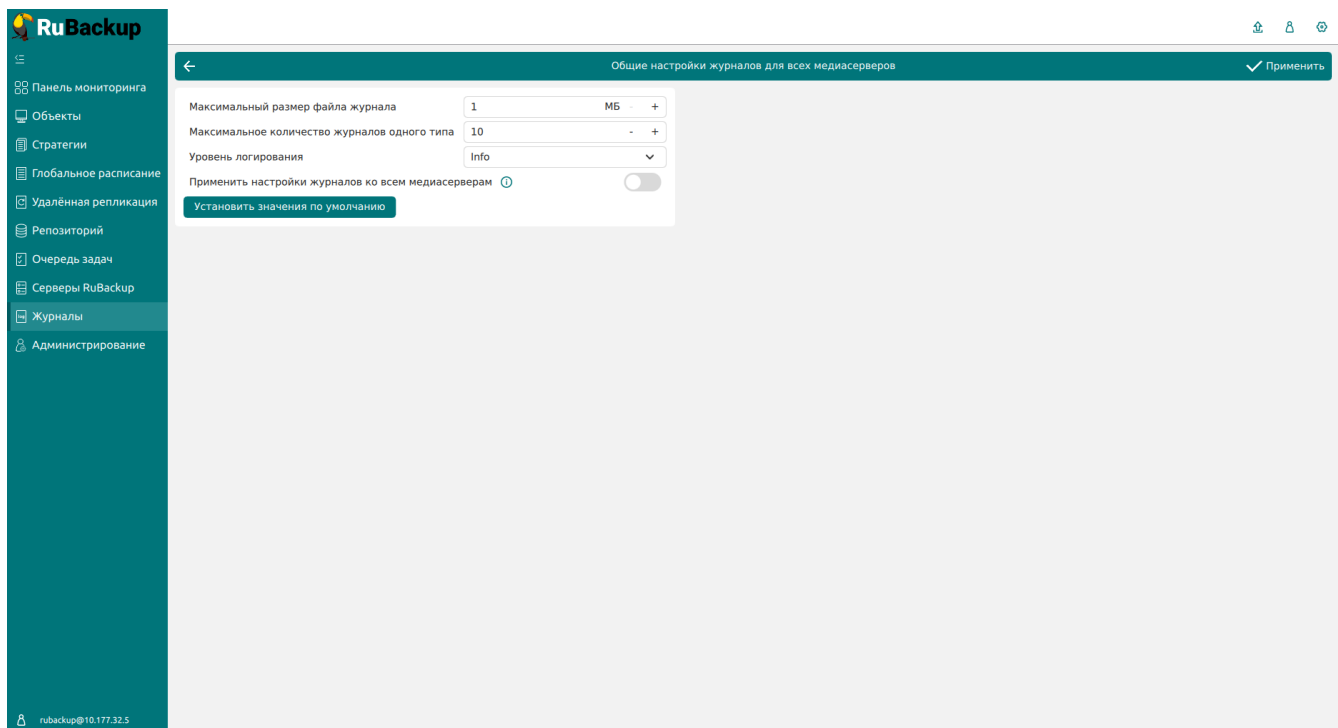 RuBackup
Общие настройки журналов для всех медиасерверов
Применить
Панель мониторинга
Объекты
Стратегии
Глобальное расписание
Удалённая репликация
Репозиторий
Очередь задач
Серверы RuBackup
Журналы
Администрирование
Максимальный размер файла журнала 1 МБ - +
Максимальное количество журналов одного типа 10 - +
Уровень логирования Info
Применить настройки журналов ко всем медиасерверам
Установить значения по умолчанию
rubackup@10.177.32.5